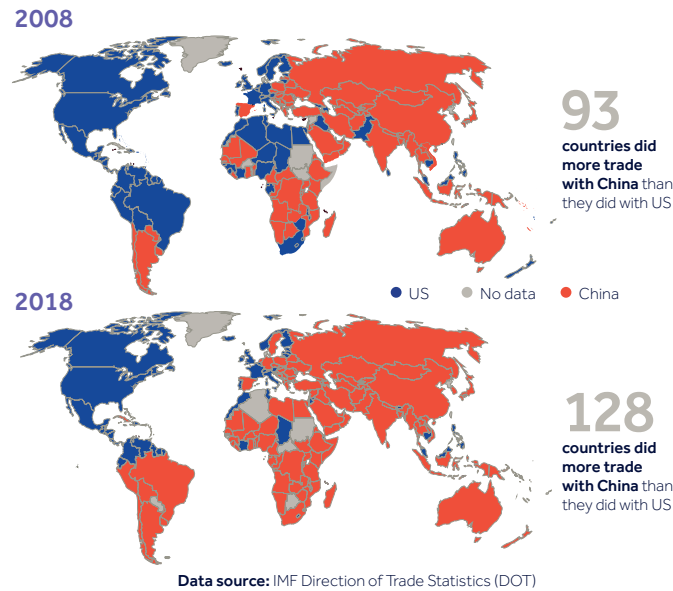 2008
93
countries did
more trade
with China than
they did with US
US
No data
China
2018
128
countries did
more trade
with China than
they did with US
Data source: IMF Direction of Trade Statistics (DOT)